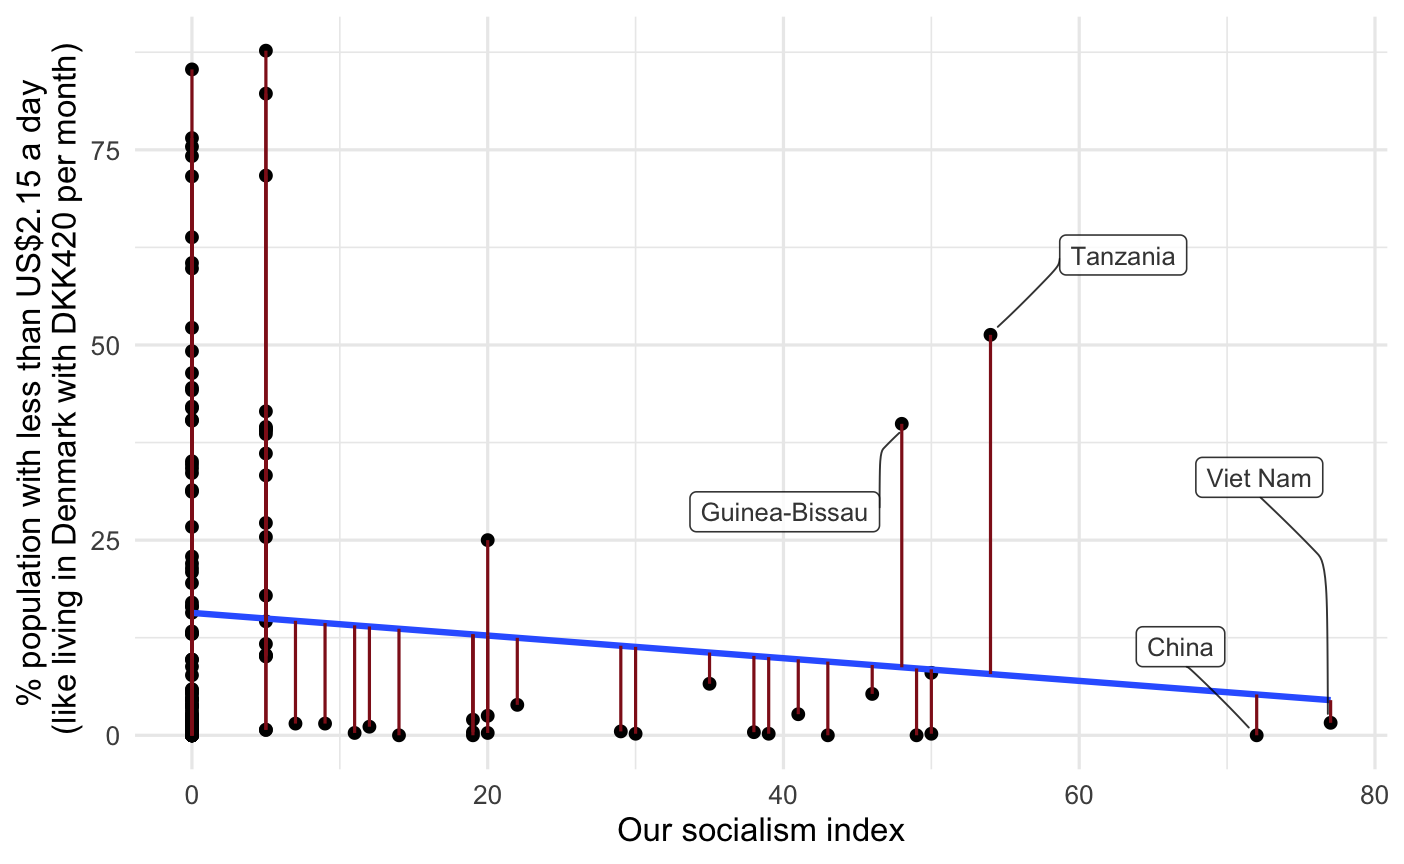 % population with less than US$2.15 a day
(like living in Denmark with DKK420 per month)
75
50
25
0
Tanzania
Viet Nam
Guinea-Bissau
China
0
20
40
60
80
Our socialism index